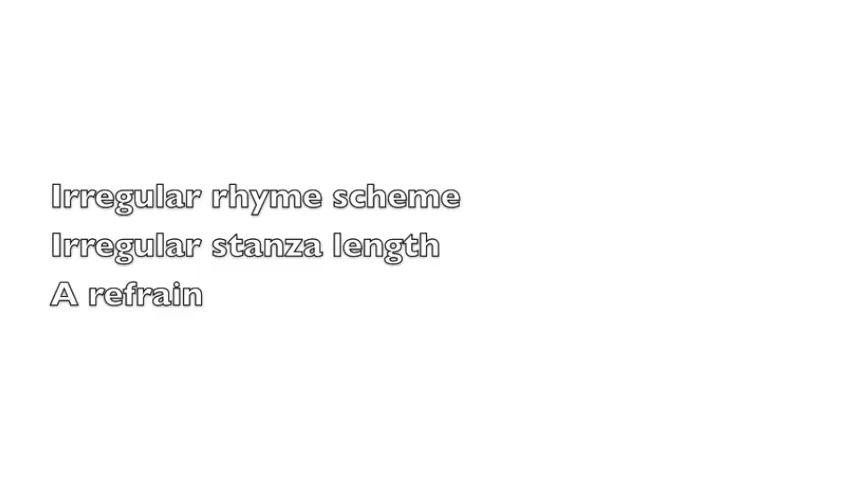 Irregular rhyme scheme
Irregular stanza length
A refrain